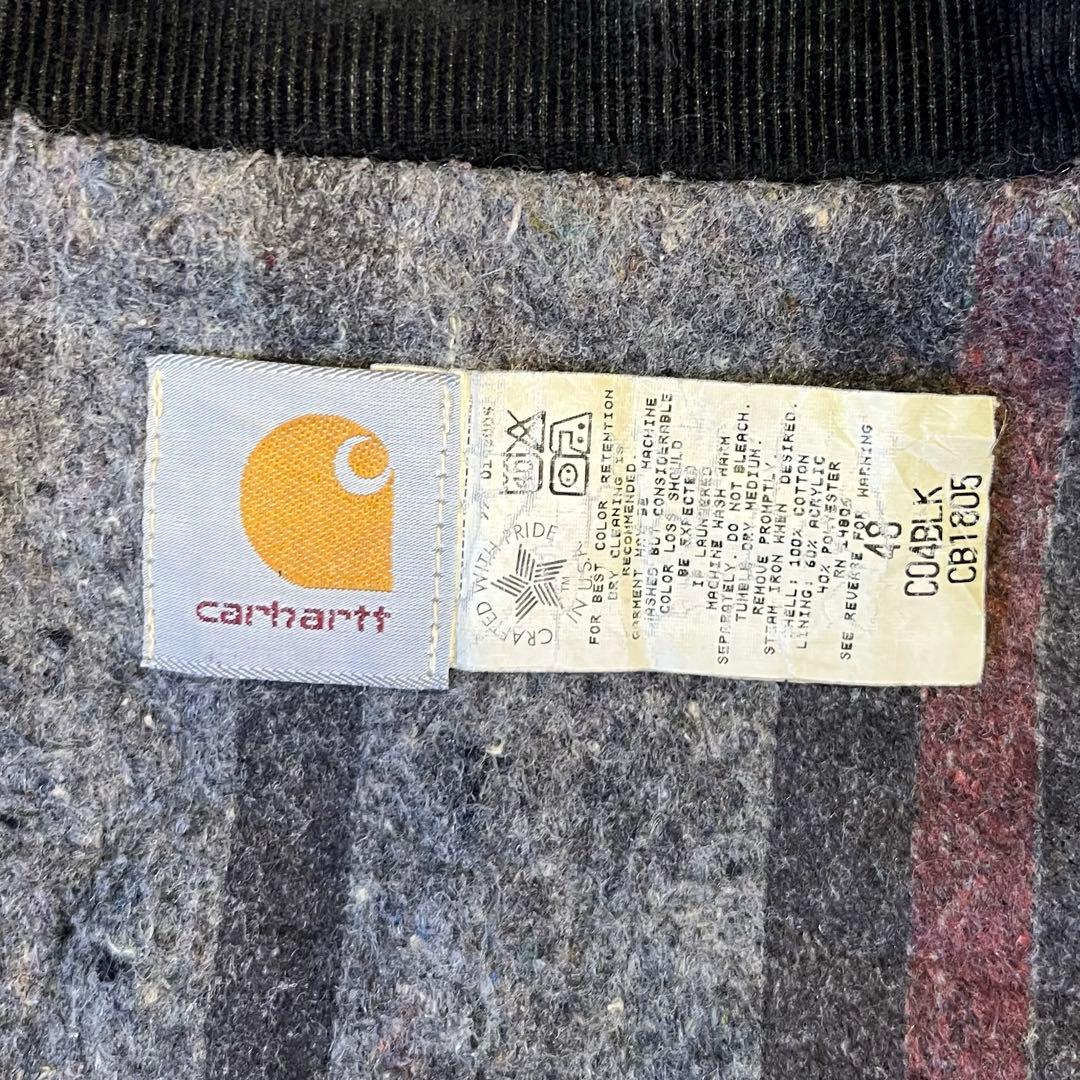 carhartt
CRAFTED WITH PRIDE
IN U.S.A.
TM
FOR BEST COLOR RETENTION
DRY CLEANING IS
RECOMMENDED.
GARMENT MAY BE MACHINE
WASHED BUT CONSIDERABLE
COLOR LOSS SHOULD
BE EXPECTED
IF LAUNDERED
MACHINE WASH WARM
SEPARATELY. DO NOT BLEACH.
TUMBLE DRY MEDIUM.
REMOVE PROMPTLY.
STEAM IRON WHEN DESIRED.
SHELL: 100% COTTON
LINING: 60% ACRYLIC
40% POLYESTER
RN 14806
SEE REVERSE FOR WARNING
48
CO4BLK
CB1805